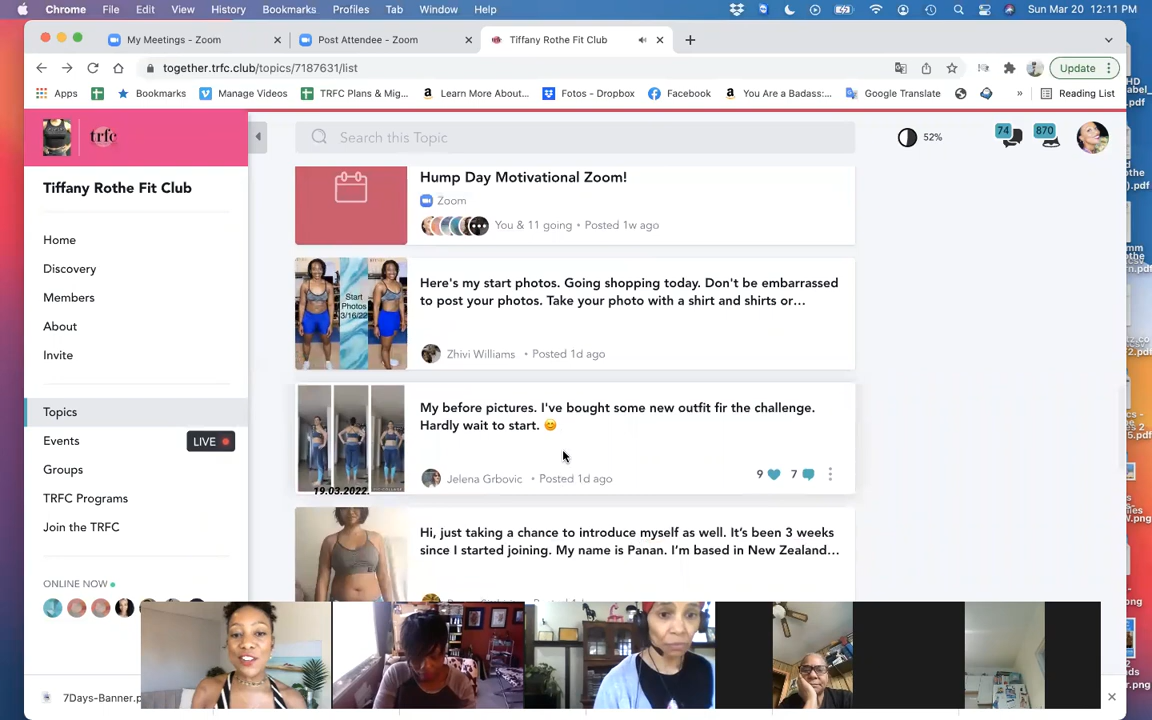 Chrome File Edit View History Bookmarks Profiles Tab Window Help Sun Mar 20 12:11 PM
My Meetings - Zoom Post Attendee - Zoom Tiffany Rothe Fit Club
together.trfc.club/topics/7187631/list Update
Apps Bookmarks Manage Videos TRFC Plans & Mig... Learn More About... Fotos - Dropbox Facebook You Are a Badass:... Google Translate » Reading List
trfc
Search this Topic
52%
74
870
Tiffany Rothe Fit Club
Home
Discovery
Members
About
Invite
Topics
Events LIVE
Groups
TRFC Programs
Join the TRFC
ONLINE NOW
Hump Day Motivational Zoom!
Zoom
You & 11 going • Posted 1w ago
Start
Photos
3/16/22
Here's my start photos. Going shopping today. Don't be embarrassed
to post your photos. Take your photo with a shirt and shirts or...
Zhivi Williams • Posted 1d ago
19.03.2022.
My before pictures. I've bought some new outfit fir the challenge.
Hardly wait to start. 😊
Jelena Grbovic • Posted 1d ago
9 7
Hi, just taking a chance to introduce myself as well. It's been 3 weeks
since I started joining. My name is Panan. I'm based in New Zealand...
7Days-Banner.p